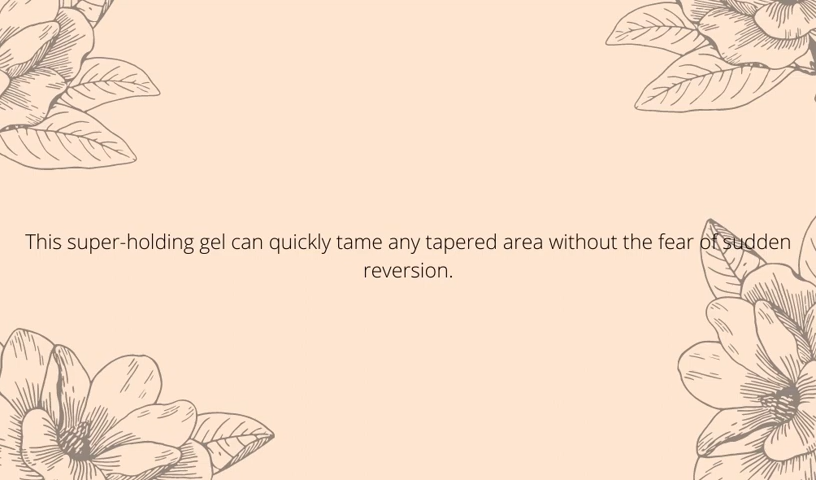 This super-holding gel can quickly tame any tapered area without the fear of sudden
reversion.